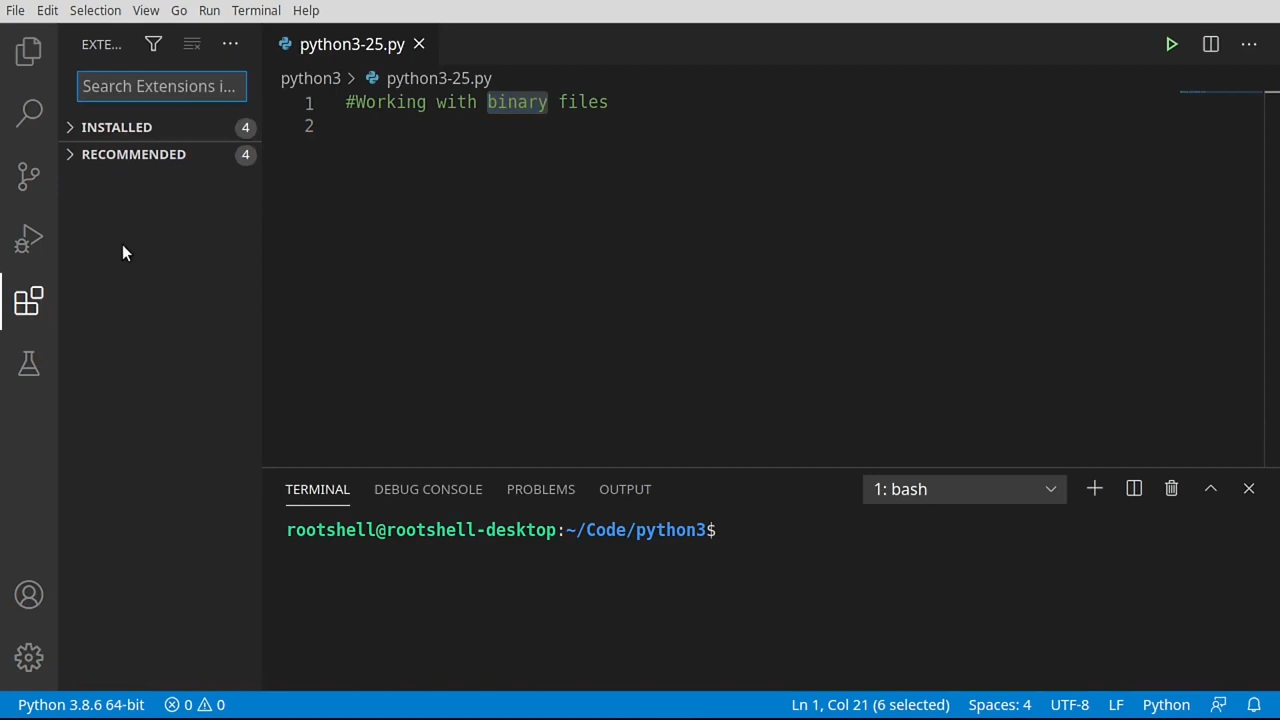 File Edit Selection View Go Run Terminal Help
EXTE...
Search Extensions i...
INSTALLED 4
RECOMMENDED 4
python3-25.py
python3 > python3-25.py
1 #Working with binary files
2
TERMINAL DEBUG CONSOLE PROBLEMS OUTPUT 1: bash
rootshell@rootshell-desktop:~/Code/python3$
Python 3.8.6 64-bit 0 0 Ln 1, Col 21 (6 selected) Spaces: 4 UTF-8 LF Python